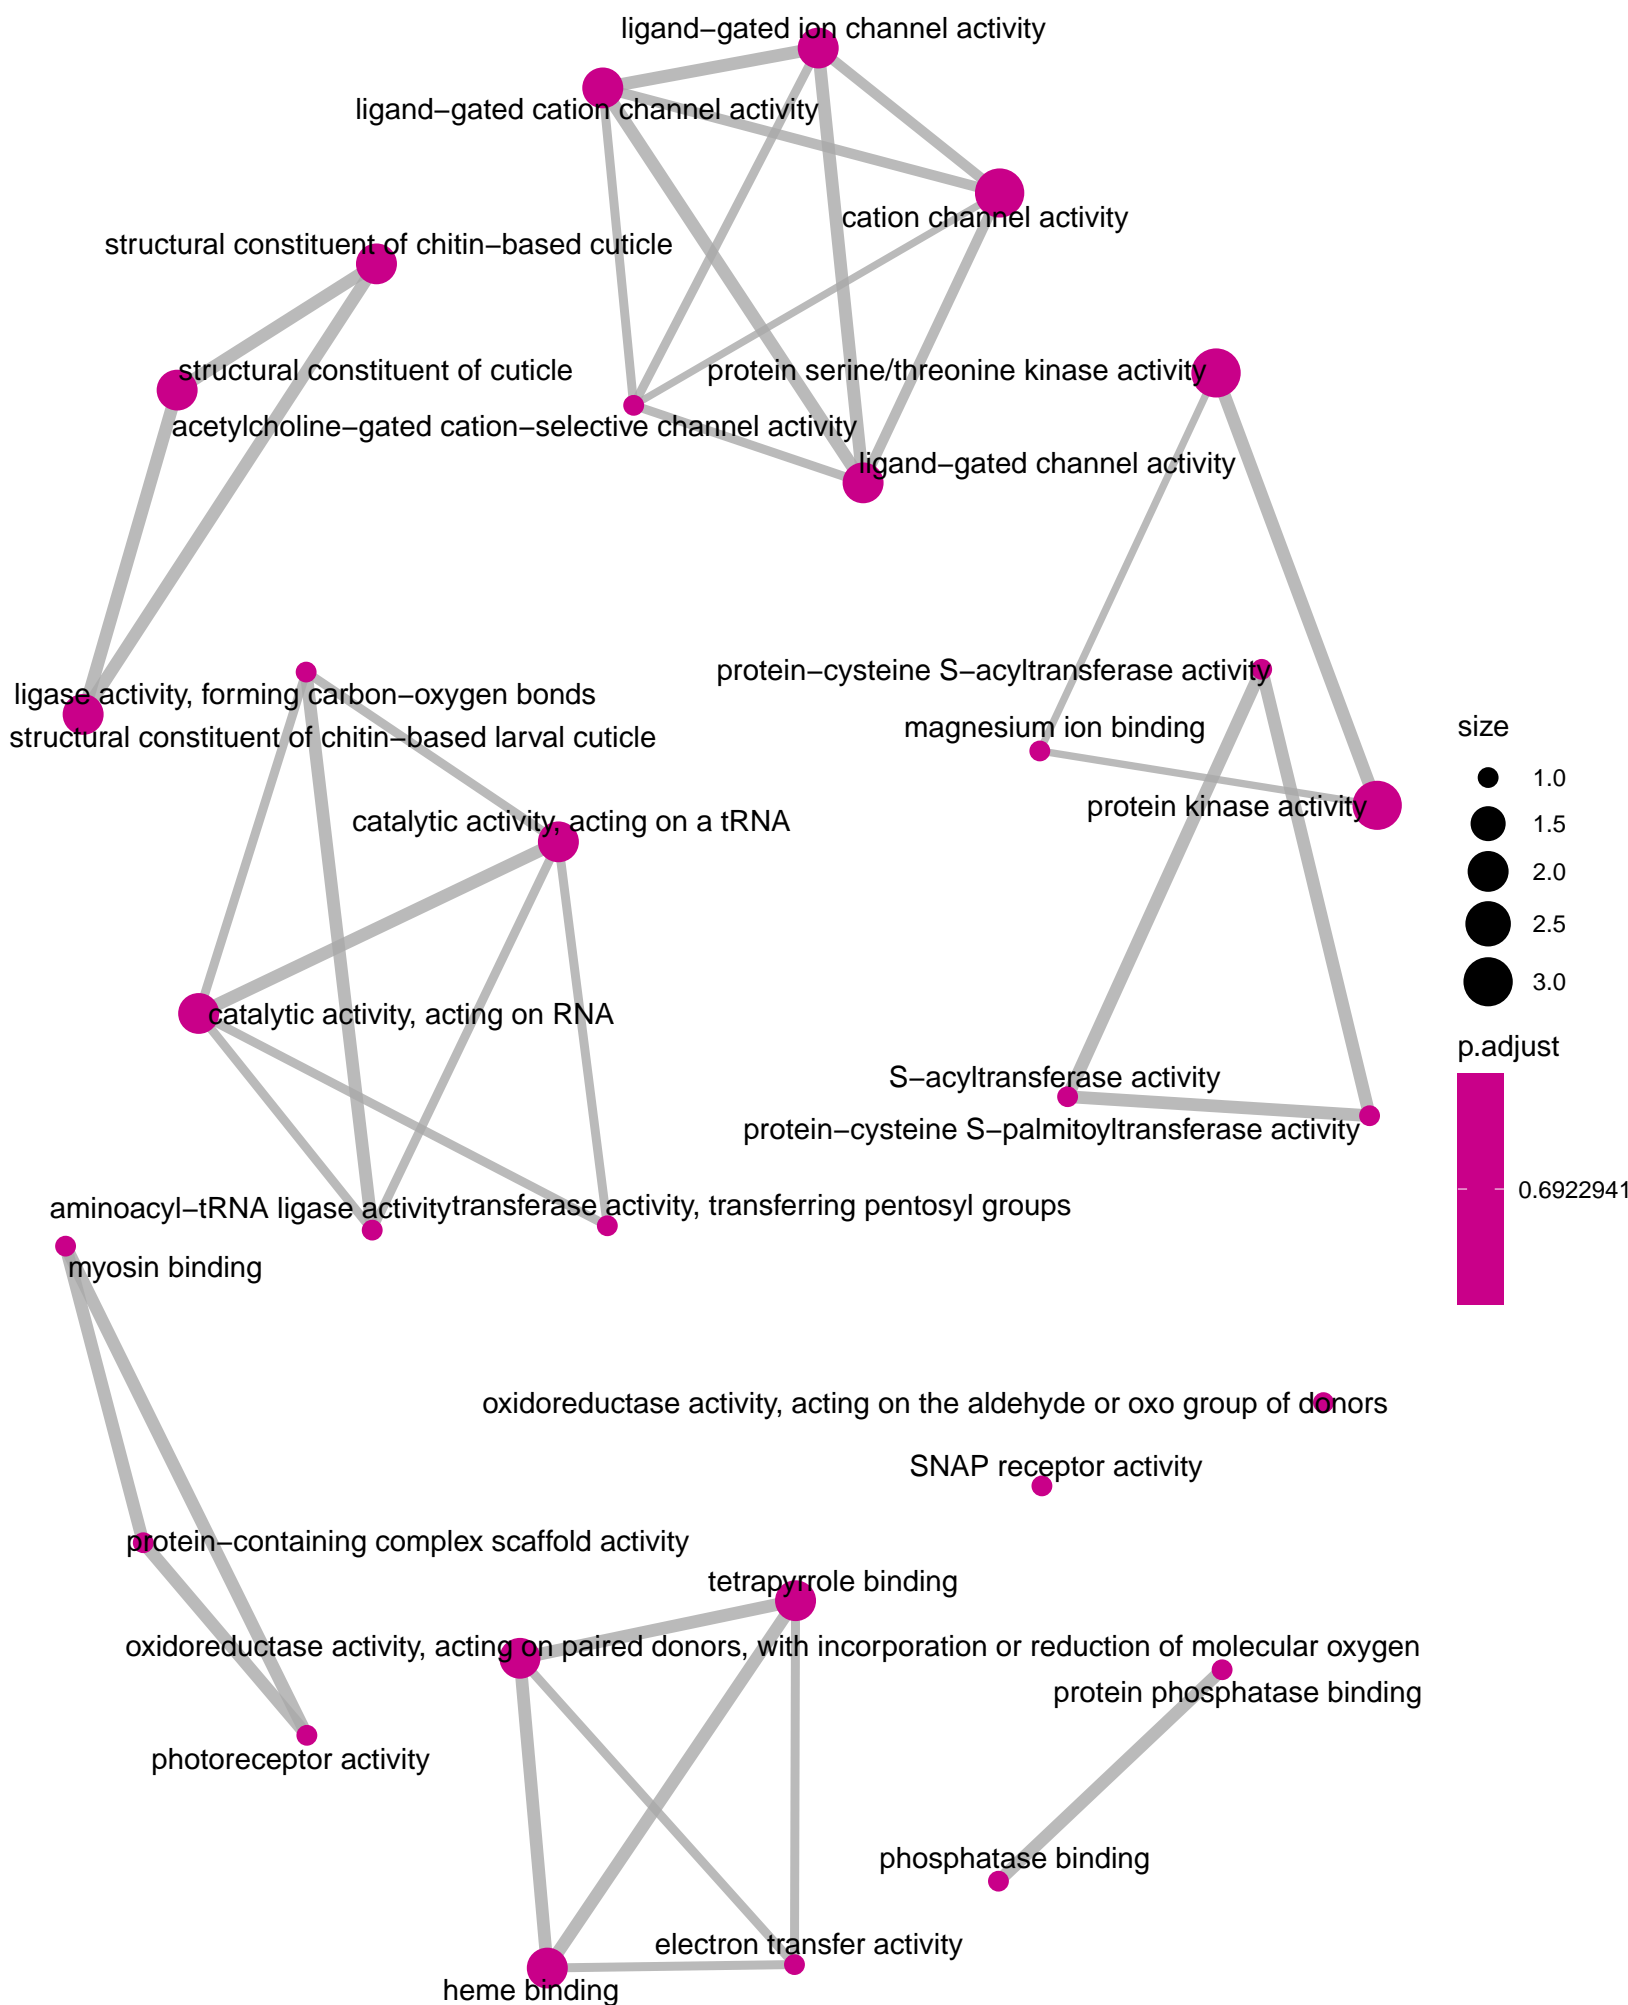 ligand−gated ion channel activity
ligand−gated cation channel activity
cation channel activity
structural constituent of chitin−based cuticle
structural constituent of cuticle
protein serine/threonine kinase activity
acetylcholine−gated cation−selective channel activity
ligand−gated channel activity
protein−cysteine S−acyltransferase activity
ligase activity, forming carbon−oxygen bonds
magnesium ion binding
structural constituent of chitin−based larval cuticle
protein kinase activity
catalytic activity, acting on a tRNA
catalytic activity, acting on RNA
S−acyltransferase activity
protein−cysteine S−palmitoyltransferase activity
aminoacyl−tRNA ligase activity
transferase activity, transferring pentosyl groups
myosin binding
oxidoreductase activity, acting on the aldehyde or oxo group of donors
SNAP receptor activity
protein−containing complex scaffold activity
tetrapyrrole binding
oxidoreductase activity, acting on paired donors, with incorporation or reduction of molecular oxygen
protein phosphatase binding
photoreceptor activity
phosphatase binding
electron transfer activity
heme binding
size
1.0
1.5
2.0
2.5
3.0
p.adjust
0.6922941